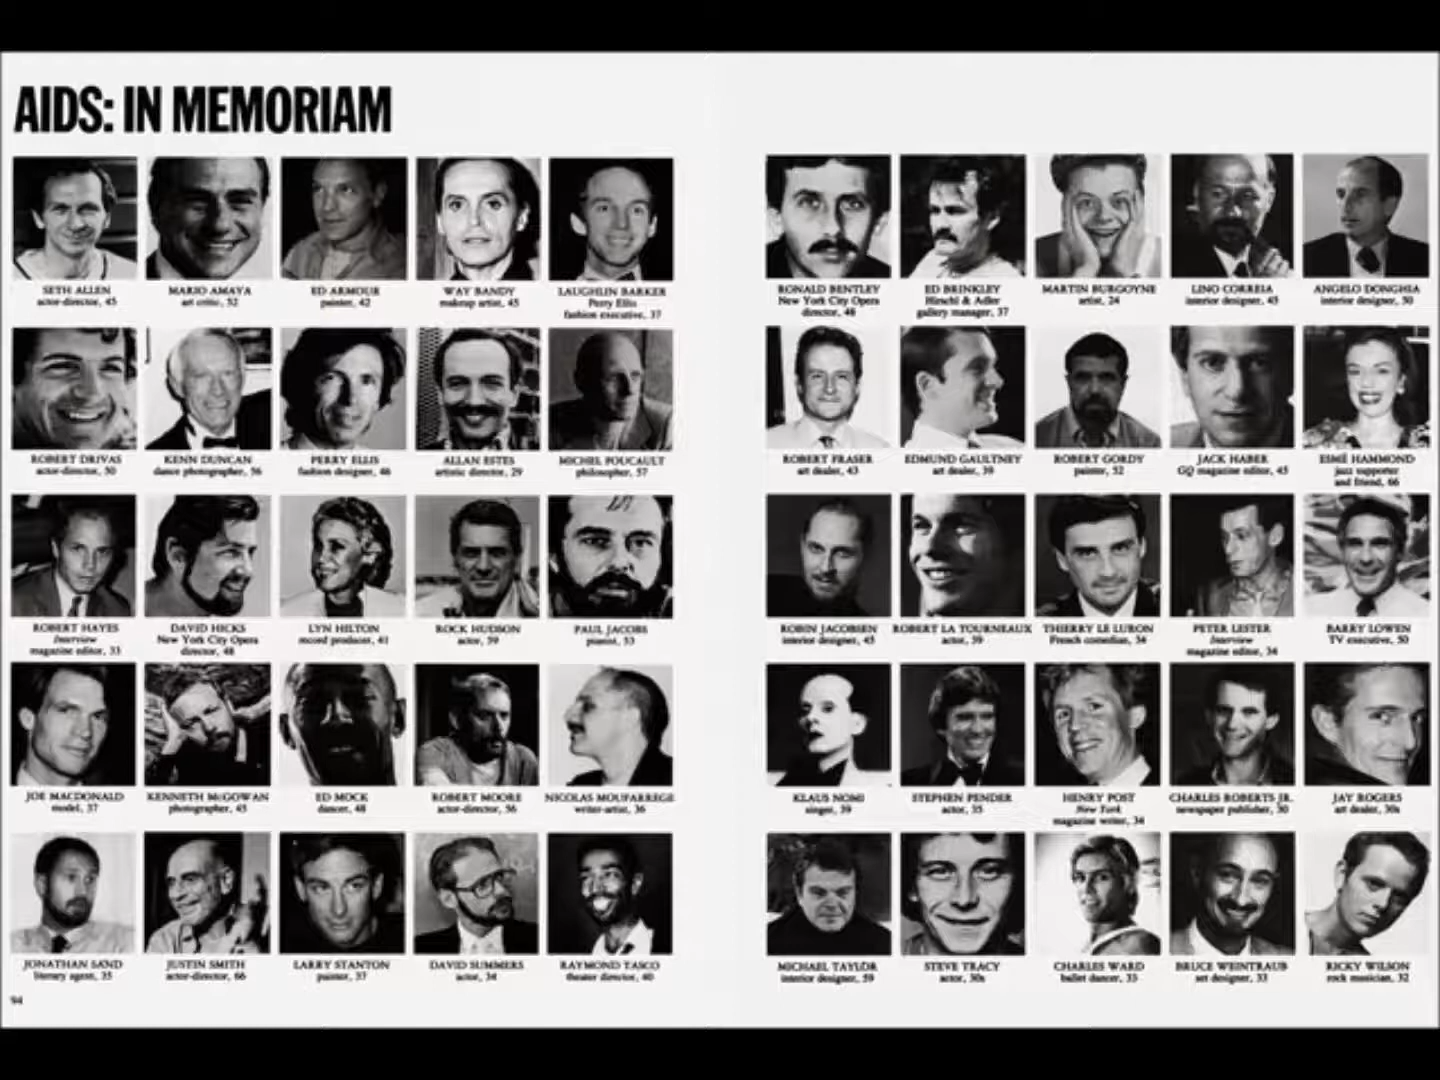 AIDS: IN MEMORIAM
SETH ALLEN
actor-director, 45
MARIO AMAYA
art critic, 52
ED ARMOUR
painter, 42
WAY BANDY
makeup artist, 45
LAUGHLIN BARKER
Perry Ellis
fashion executive, 37
RONALD BENTLEY
New York City Opera
director, 48
ED BRINKLEY
Hirschl & Adler
gallery manager, 37
MARTIN BURGOYNE
artist, 24
LINO CORREIA
interior designer, 45
ANGELO DONGHIA
interior designer, 50
ROBERT DRIVAS
actor-director, 50
KENN DUNCAN
dance photographer, 56
PERRY ELLIS
fashion designer, 46
ALLAN ESTES
artistic director, 29
MICHEL FOUCAULT
philosopher, 57
ROBERT FRASER
art dealer, 43
EDMUND GAULTNEY
art dealer, 39
ROBERT GORDY
painter, 52
JACK HABER
GQ magazine editor, 45
ESMÉ HAMMOND
jazz supporter
and friend, 66
ROBERT HAYES
Interview
magazine editor, 33
DAVID HICKS
New York City Opera
director, 48
LYN HILTON
record producer, 41
ROCK HUDSON
actor, 59
PAUL JACOBS
pianist, 53
ROBIN JACOBSEN
interior designer, 45
ROBERT LA TOURNEAUX
actor, 39
THIERRY LE LURON
French comedian, 34
PETER LESTER
Interview
magazine editor, 34
BARRY LOWEN
TV executive, 50
JOE MACDONALD
model, 37
KENNETH McGOWAN
photographer, 45
ED MOCK
dancer, 48
ROBERT MOORE
actor-director, 56
NICOLAS MOUFARREGE
writer-artist, 36
KLAUS NOMI
singer, 39
STEPHEN PENDER
actor, 35
HENRY POST
New York
magazine writer, 34
CHARLES ROBERTS JR.
newspaper publisher, 50
JAY ROGERS
art dealer, 30s
JONATHAN SAND
literary agent, 35
JUSTIN SMITH
actor-director, 66
LARRY STANTON
painter, 37
DAVID SUMMERS
actor, 34
RAYMOND TASCO
theater director, 40
MICHAEL TAYLOR
interior designer, 59
STEVE TRACY
actor, 30s
CHARLES WARD
ballet dancer, 33
BRUCE WEINTRAUB
set designer, 33
RICKY WILSON
rock musician, 32
94